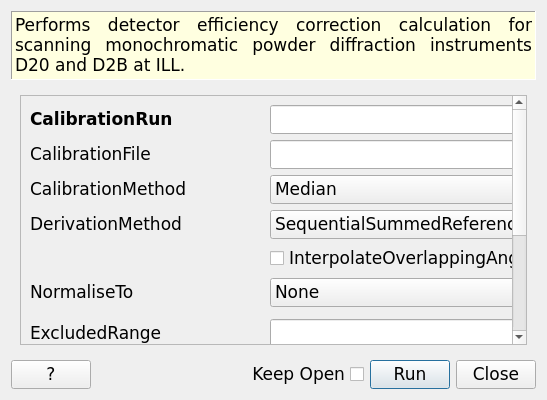 Performs detector efficiency correction calculation for
scanning monochromatic powder diffraction instruments
D20 and D2B at ILL.
CalibrationRun
CalibrationFile
CalibrationMethod Median
DerivationMethod SequentialSummedReferenc
InterpolateOverlappingAng
NormaliseTo None
ExcludedRange
? Keep Open Run Close